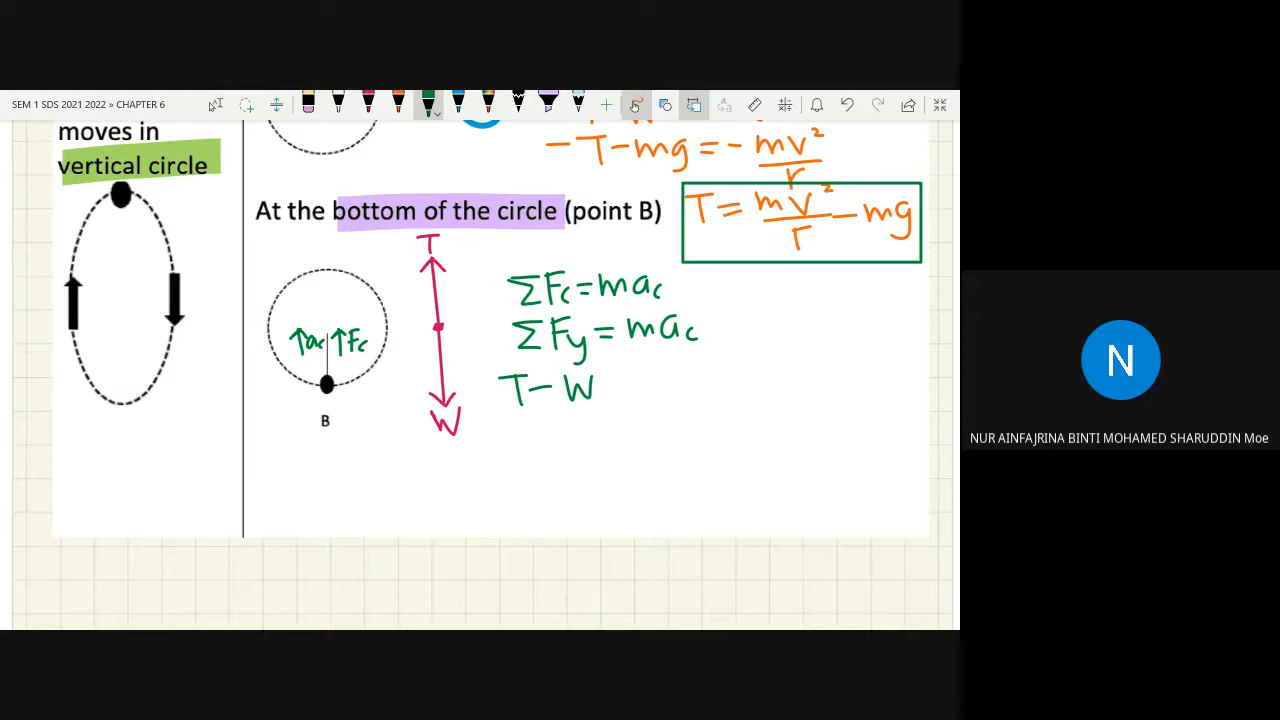 SEM 1 SDS 2021 2022 » CHAPTER 6
moves in
vertical circle
-T-mg = - mv²/r
At the bottom of the circle (point B)
T = mv²/r - mg
T
ΣFc = mac
ΣFy = mac
↑ac ↑Fc
T - W
W
B
N
NUR AINFAJRINA BINTI MOHAMED SHARUDDIN Moe